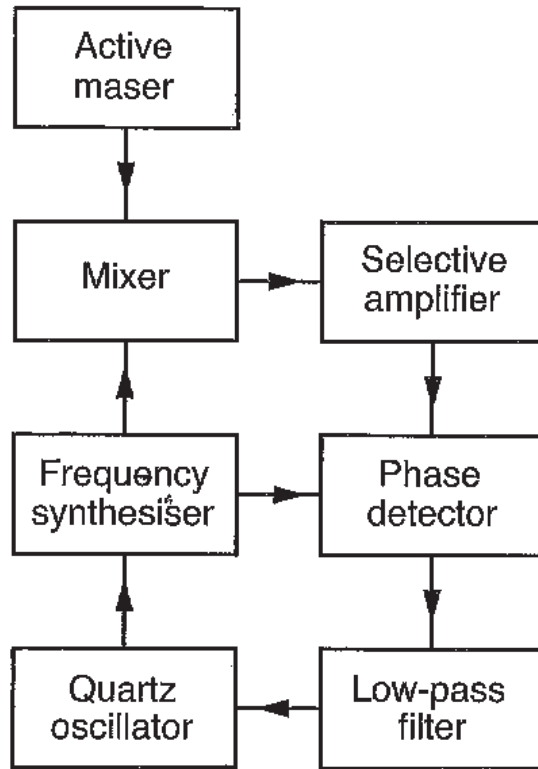 Active
maser
Mixer
Selective
amplifier
Frequency
synthesiser
Phase
detector
Quartz
oscillator
Low-pass
filter